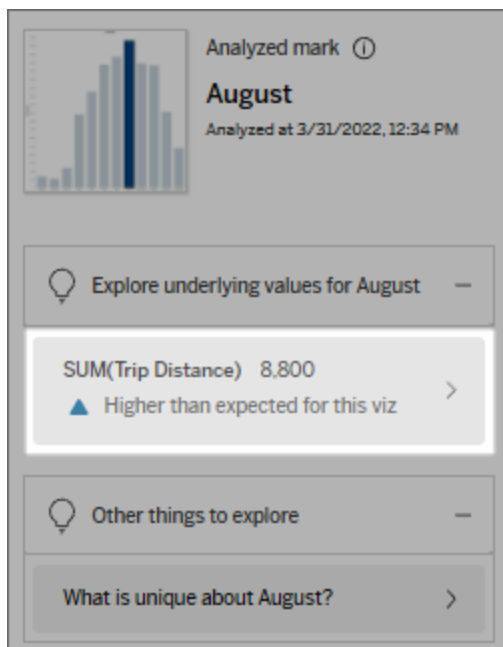 Analyzed mark
August
Analyzed at 3/31/2022, 12:34 PM
Explore underlying values for August
SUM(Trip Distance) 8,800
Higher than expected for this viz
Other things to explore
What is unique about August?